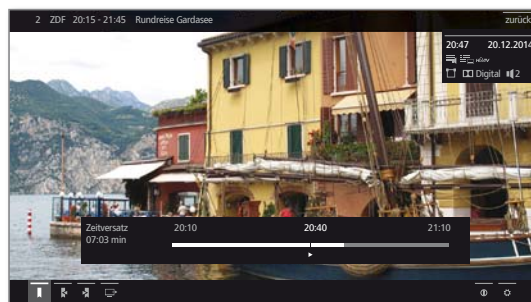 2 ZDF 20:15 - 21:45 Rundreise Gardasee
zurück
20:47 20.12.2014
Digital 2
Zeitversatz 20:10 20:40 21:10
07:03 min